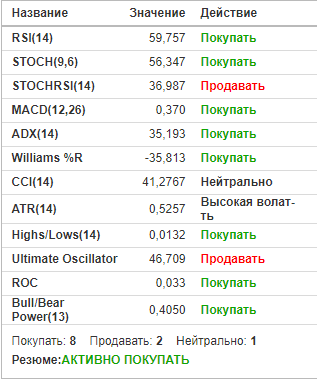 Название Значение Действие
RSI(14) 59,757 Покупать
STOCH(9,6) 56,347 Покупать
STOCHRSI(14) 36,987 Продавать
MACD(12,26) 0,370 Покупать
ADX(14) 35,193 Покупать
Williams %R -35,813 Покупать
CCI(14) 41,2767 Нейтрально
ATR(14) 0,5257 Высокая волат-
ть
Highs/Lows(14) 0,0132 Покупать
Ultimate Oscillator 46,709 Продавать
ROC 0,033 Покупать
Bull/Bear
Power(13) 0,4050 Покупать
Покупать: 8 Продавать: 2 Нейтрально: 1
Резюме:АКТИВНО ПОКУПАТЬ